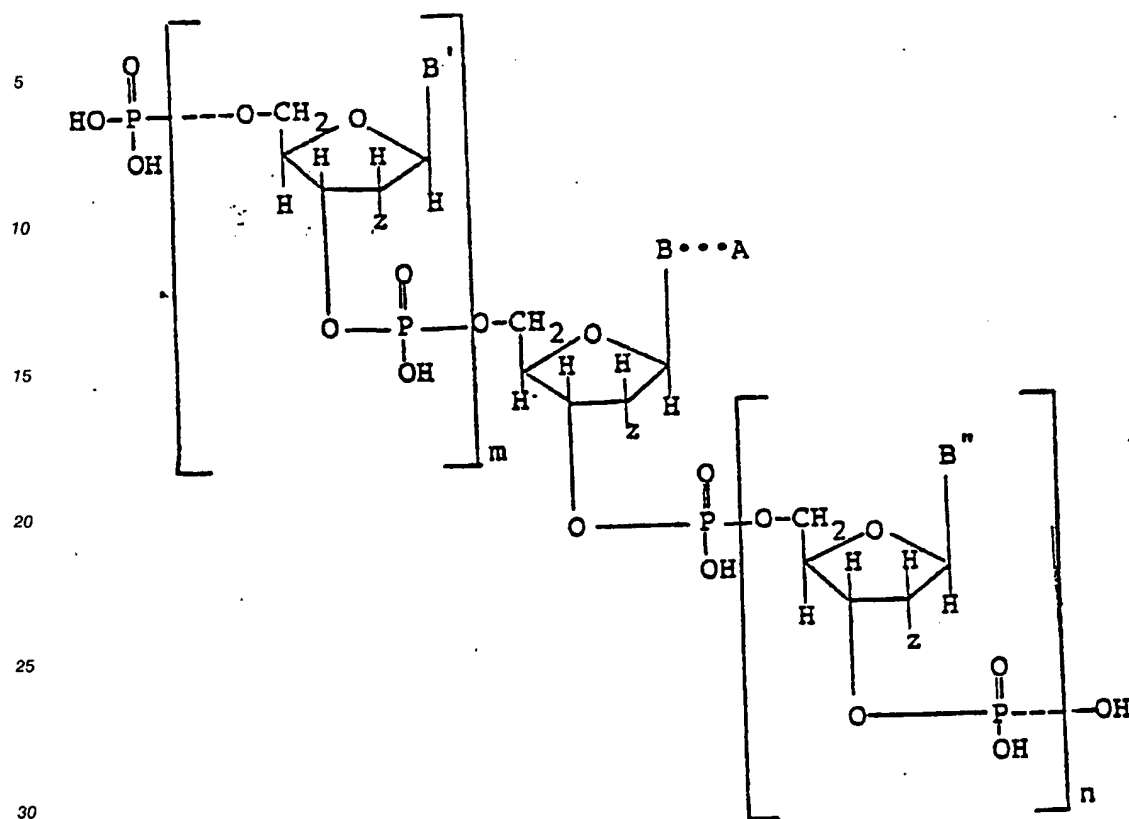 B'
5
O
HO-P---O-CH2 O
OH
H H
H z H
10
B•••A
O
O P O-CH2 O
OH
15
H H
H z H
m
B"
O
20
O P O-CH2 O
OH
H H
H z H
25
O
O P---OH
OH
n
30